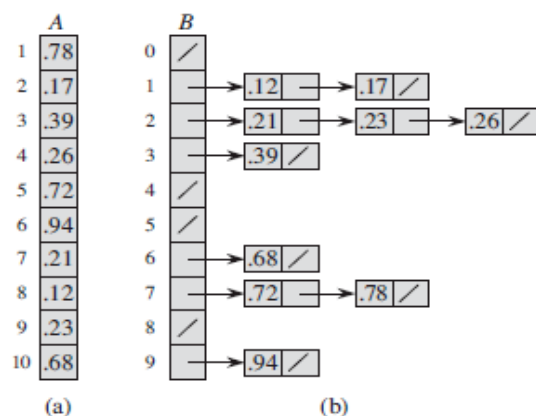 A B
1 .78 0 /
2 .17 1 .12 .17 /
3 .39 2 .21 .23 .26 /
4 .26 3 .39 /
5 .72 4 /
6 .94 5 /
7 .21 6 .68 /
8 .12 7 .72 .78 /
9 .23 8 /
10 .68 9 .94 /
(a) (b)